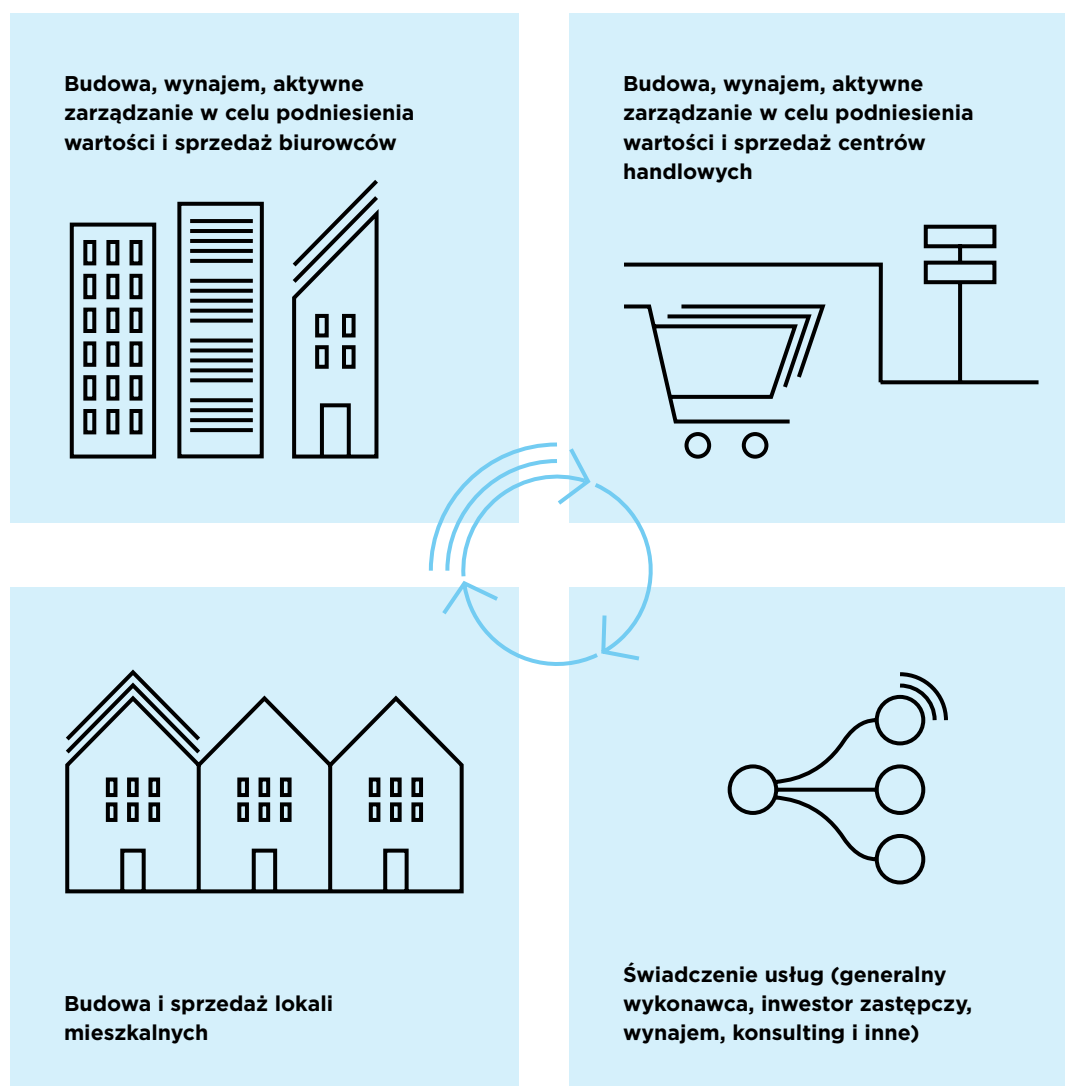 Budowa, wynajem, aktywne
zarządzanie w celu podniesienia
wartości i sprzedaż biurowców
Budowa, wynajem, aktywne
zarządzanie w celu podniesienia
wartości i sprzedaż centrów
handlowych
Budowa i sprzedaż lokali
mieszkalnych
Świadczenie usług (generalny
wykonawca, inwestor zastępczy,
wynajem, konsulting i inne)